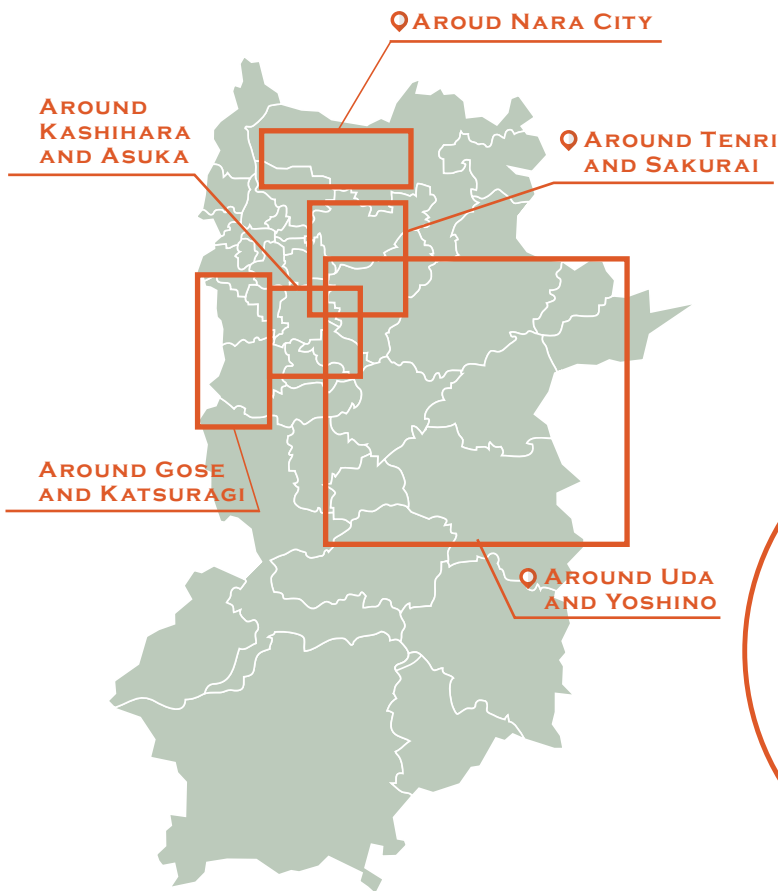 AROUD NARA CITY
AROUND
KASHIHARA
AND ASUKA
AROUND TENRI
AND SAKURAI
AROUND GOSE
AND KATSURAGI
AROUND UDA
AND YOSHINO